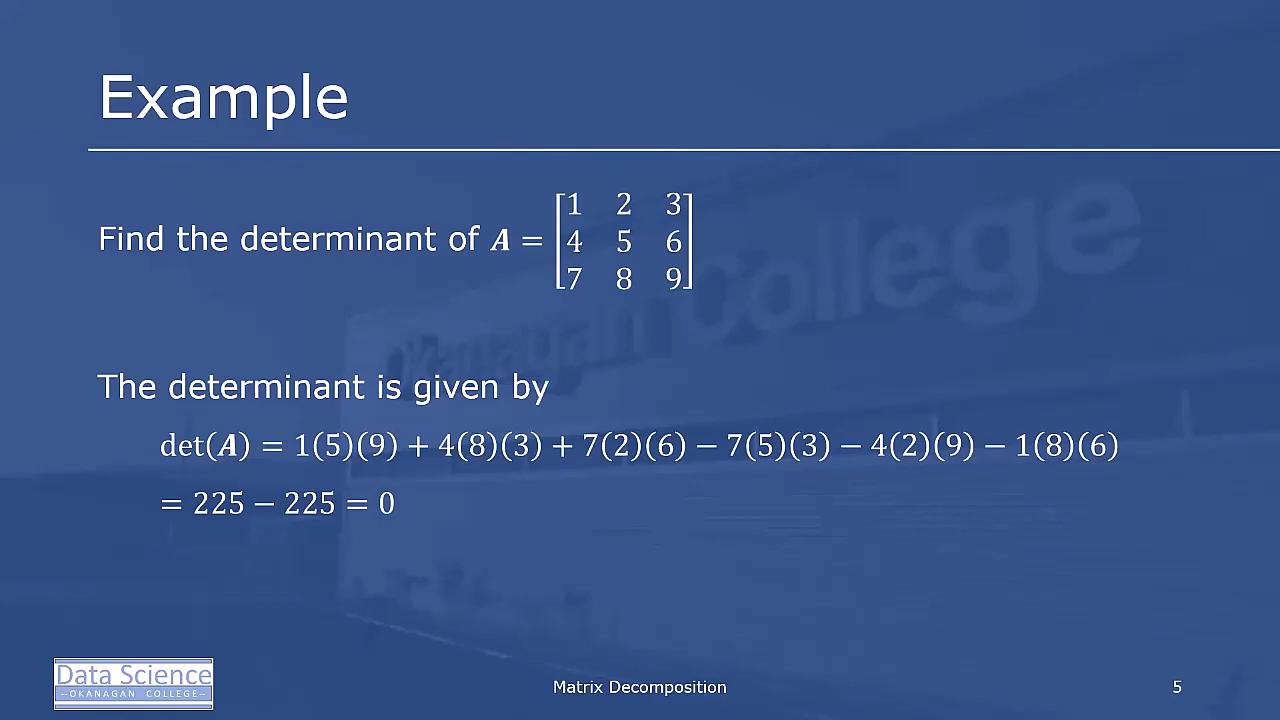 Example
Find the determinant of A = [1 2 3
4 5 6
7 8 9]
The determinant is given by
det(A) = 1(5)(9) + 4(8)(3) + 7(2)(6) − 7(5)(3) − 4(2)(9) − 1(8)(6)
= 225 − 225 = 0
Okanagan College
Data Science
–OKANAGAN COLLEGE–
Matrix Decomposition
5